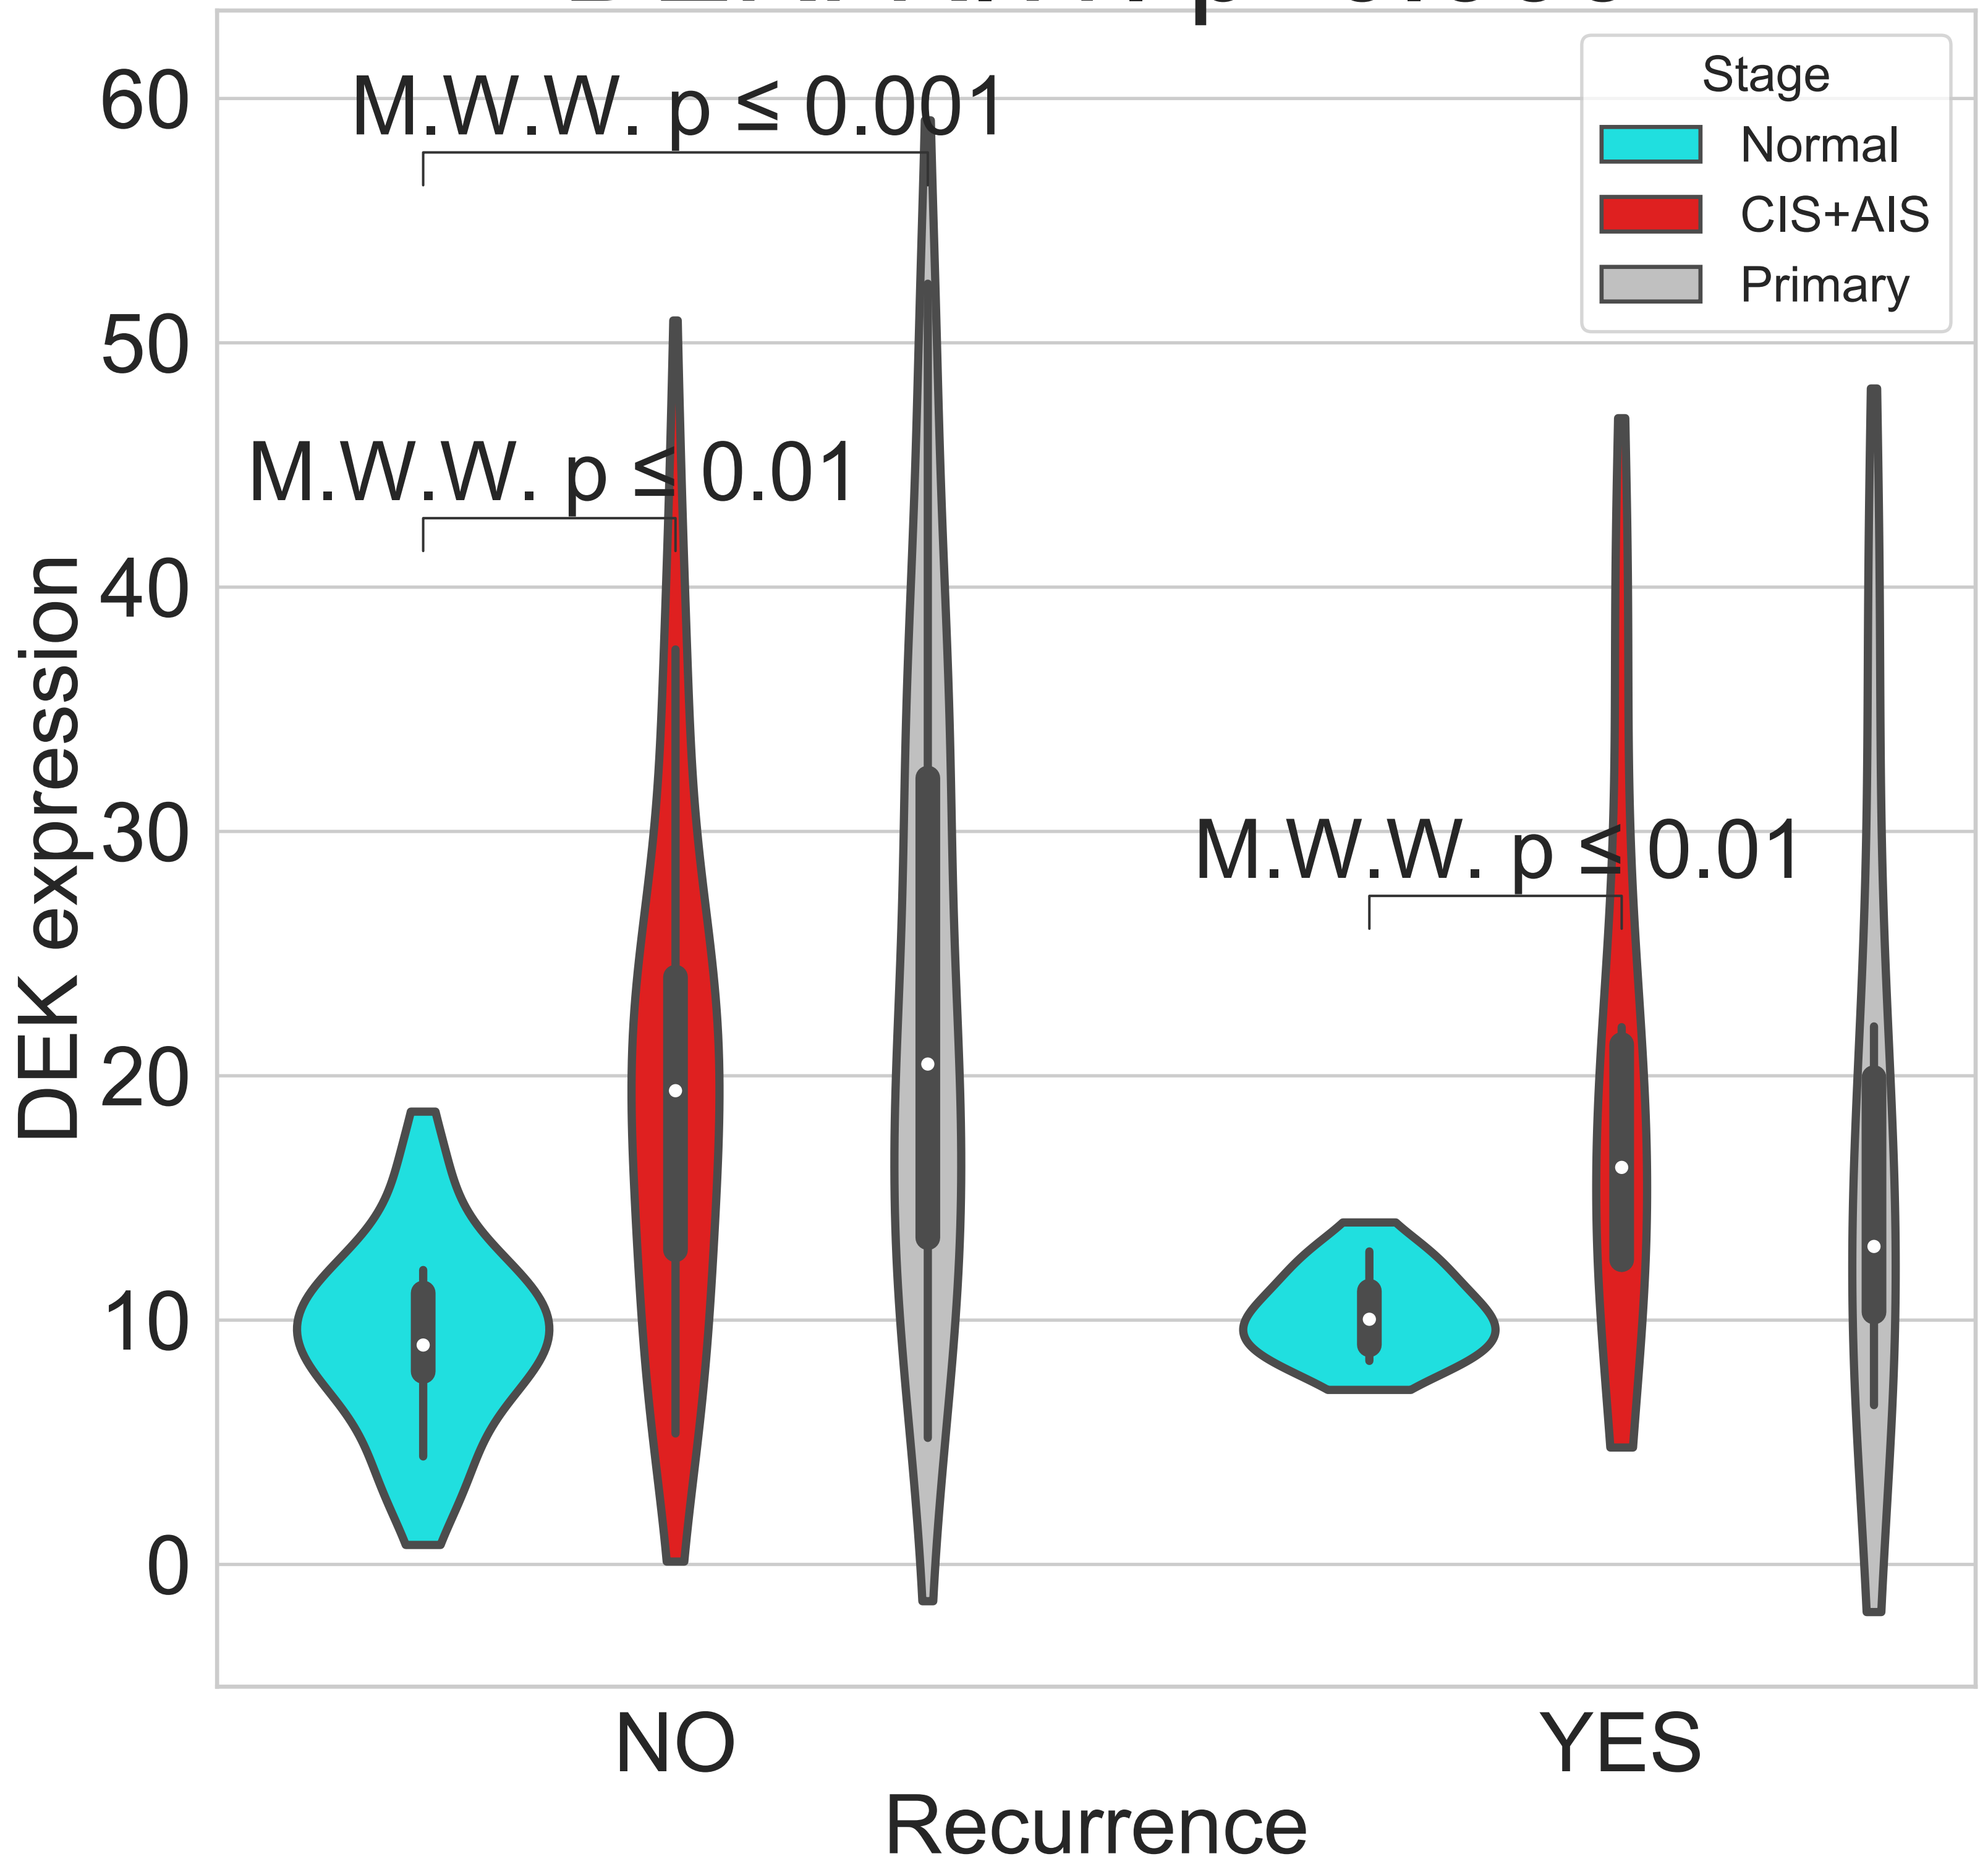 Stage
Normal
CIS+AIS
Primary
M.W.W. p ≤ 0.001
M.W.W. p ≤ 0.01
M.W.W. p ≤ 0.01
DEK expression
60
50
40
30
20
10
0
NO
YES
Recurrence